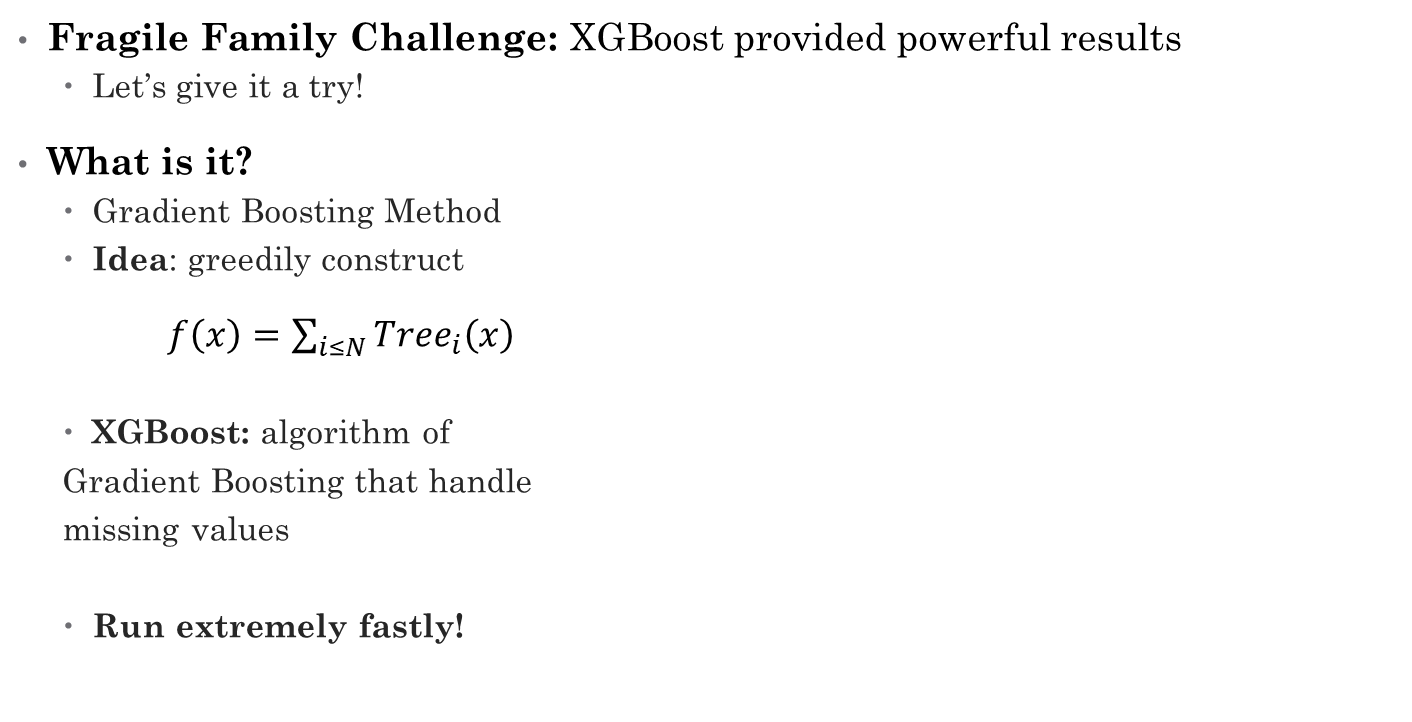 • Fragile Family Challenge: XGBoost provided powerful results
• Let’s give it a try!
• What is it?
• Gradient Boosting Method
• Idea: greedily construct
f(x) = ∑i≤N Treei(x)
• XGBoost: algorithm of
Gradient Boosting that handle
missing values
• Run extremely fastly!